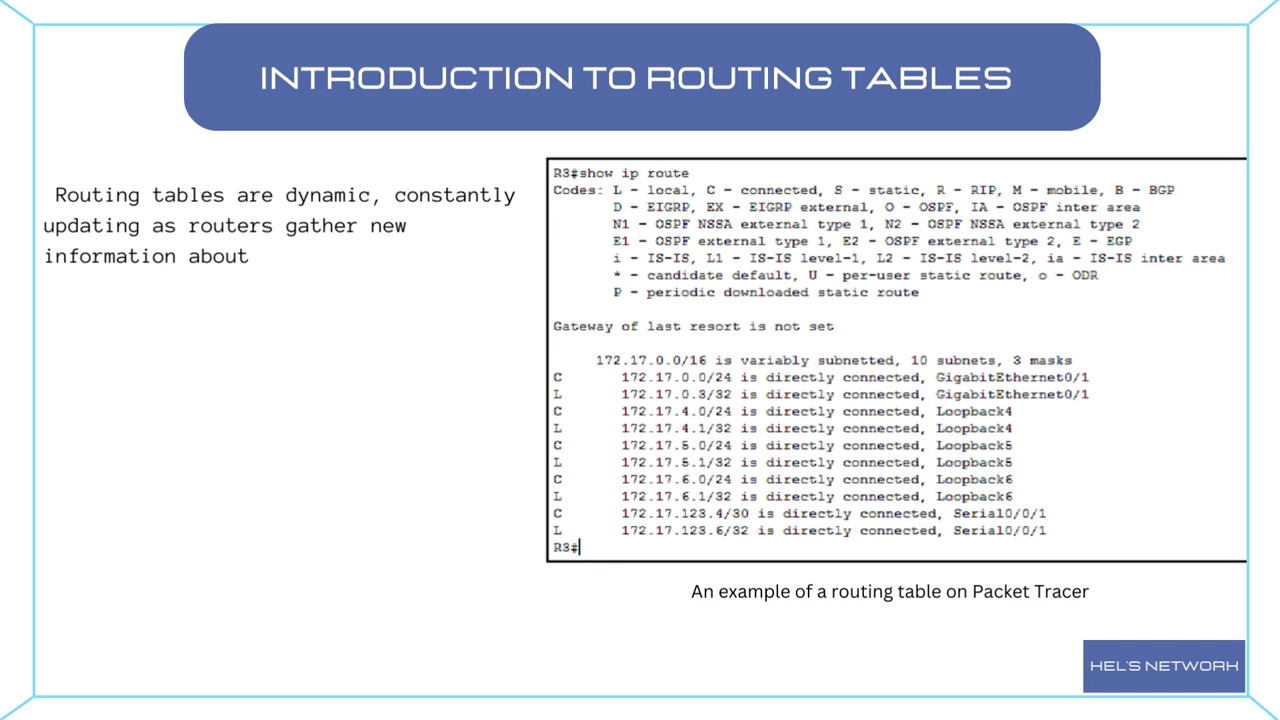 INTRODUCTION TO ROUTING TABLES
Routing tables are dynamic, constantly
updating as routers gather new
information about
R3#show ip route
Codes: L - local, C - connected, S - static, R - RIP, M - mobile, B - BGP
D - EIGRP, EX - EIGRP external, O - OSPF, IA - OSPF inter area
N1 - OSPF NSSA external type 1, N2 - OSPF NSSA external type 2
E1 - OSPF external type 1, E2 - OSPF external type 2, E - EGP
i - IS-IS, L1 - IS-IS level-1, L2 - IS-IS level-2, ia - IS-IS inter area
* - candidate default, U - per-user static route, o - ODR
P - periodic downloaded static route
Gateway of last resort is not set
172.17.0.0/16 is variably subnetted, 10 subnets, 3 masks
C 172.17.0.0/24 is directly connected, GigabitEthernet0/1
L 172.17.0.3/32 is directly connected, GigabitEthernet0/1
C 172.17.4.0/24 is directly connected, Loopback4
L 172.17.4.1/32 is directly connected, Loopback4
C 172.17.5.0/24 is directly connected, Loopback5
L 172.17.5.1/32 is directly connected, Loopback5
C 172.17.6.0/24 is directly connected, Loopback6
L 172.17.6.1/32 is directly connected, Loopback6
C 172.17.123.4/30 is directly connected, Serial0/0/1
L 172.17.123.6/32 is directly connected, Serial0/0/1
R3#
An example of a routing table on Packet Tracer
HEL'S NETWORK